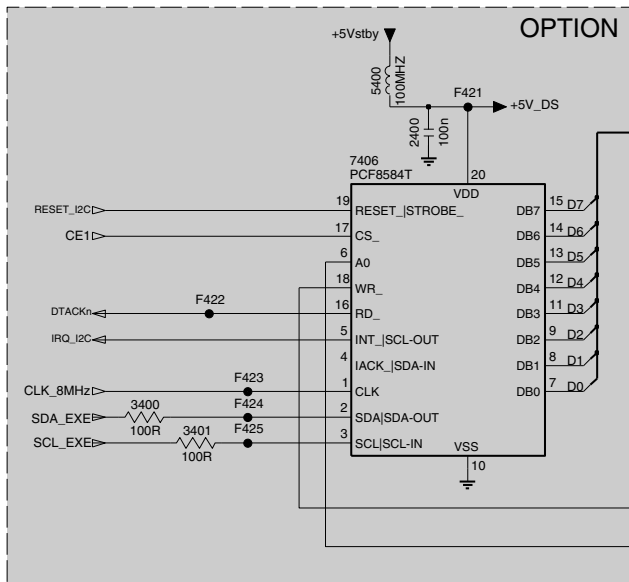 OPTION
+5Vstby
5400
100MHZ
F421
+5V_DS
2400
100n
7406
PCF8584T
20
VDD
RESET_I2C
19
RESET_|STROBE_
DB7
15
D7
CE1
17
CS_
DB6
14
D6
6
A0
DB5
13
D5
18
WR_
DB4
12
D4
DTACKn
F422
16
RD_
DB3
11
D3
IRQ_I2C
5
INT_|SCL-OUT
DB2
9
D2
4
IACK_|SDA-IN
DB1
8
D1
CLK_8MHz
F423
1
CLK
DB0
7
D0
SDA_EXE
3400
100R
F424
2
SDA|SDA-OUT
SCL_EXE
3401
100R
F425
3
SCL|SCL-IN
VSS
10